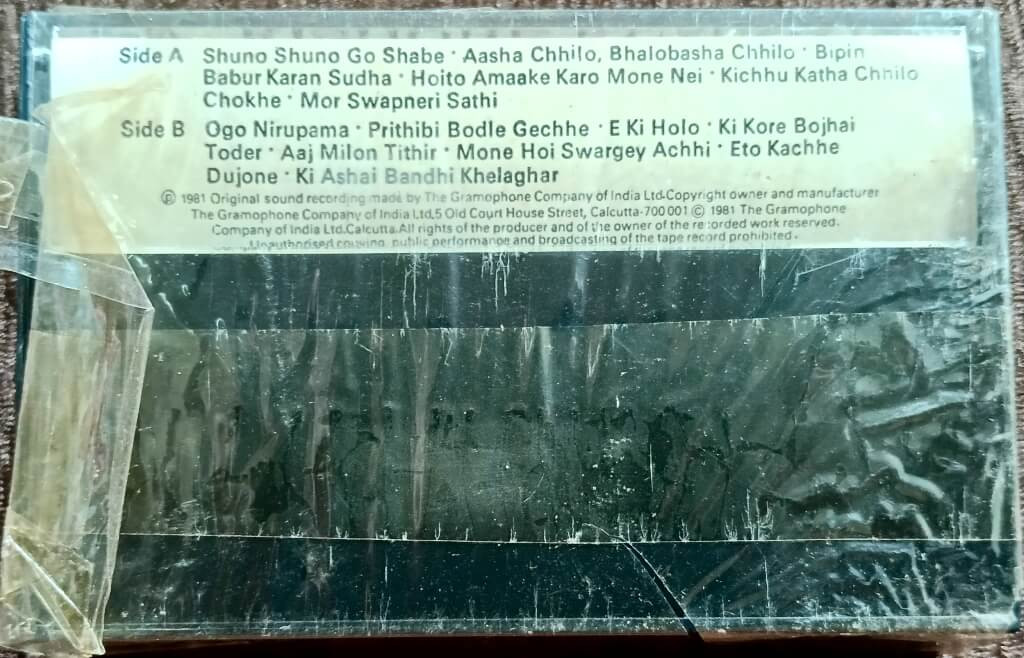 Side A Shuno Shuno Go Shabe · Aasha Chhilo, Bhalobasha Chhilo · Bipin
Babur Karan Sudha · Hoito Amaake Karo Mone Nei · Kichhu Katha Chhilo
Chokhe · Mor Swapneri Sathi
Side B Ogo Nirupama · Prithibi Bodle Gechhe · E Ki Holo · Ki Kore Bojhai
Toder · Aaj Milon Tithir · Mone Hoi Swargey Achhi · Eto Kachhe
Dujone · Ki Ashai Bandhi Khelaghar
Ⓟ 1981 Original sound recording made by The Gramophone Company of India Ltd.Copyright owner and manufacturer
The Gramophone Company of India Ltd,5 Old Court House Street, Calcutta-700 001 © 1981 The Gramophone
Company of India Ltd.Calcutta.All rights of the producer and of the owner of the recorded work reserved.
Unauthorised copying, public performance and broadcasting of the tape record prohibited.